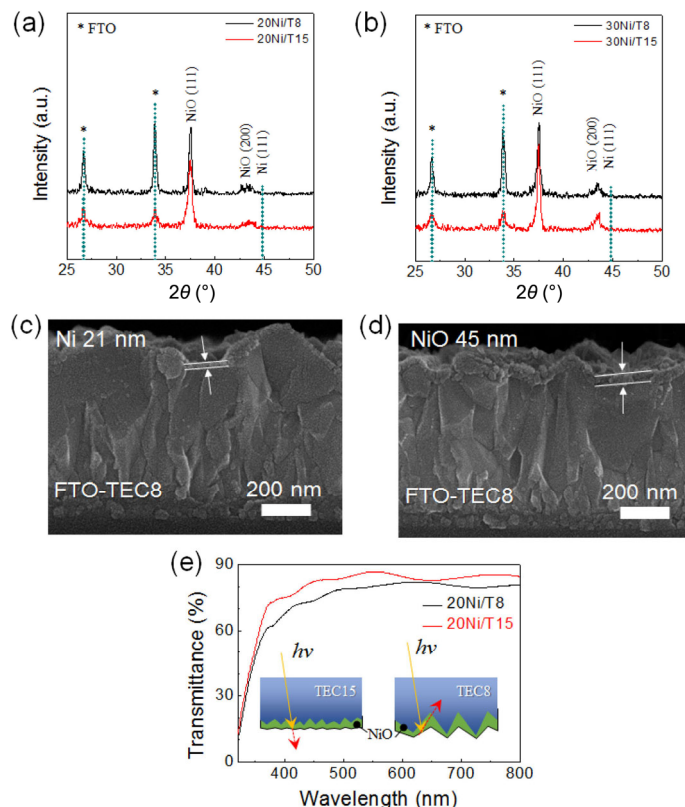 (a)
* FTO
20Ni/T8
20Ni/T15
*
*
NiO (111)
NiO (200)
Ni (111)
Intensity (a.u.)
25 30 35 40 45 50
2θ (°)
(b)
* FTO
30Ni/T8
30Ni/T15
*
*
NiO (111)
NiO (200)
Ni (111)
Intensity (a.u.)
25 30 35 40 45 50
2θ (°)
(c)
Ni 21 nm
FTO-TEC8
200 nm
(d)
NiO 45 nm
FTO-TEC8
200 nm
(e)
90
60
30
0
Transmittance (%)
20Ni/T8
20Ni/T15
hν
hν
TEC15
TEC8
NiO
400 500 600 700 800
Wavelength (nm)